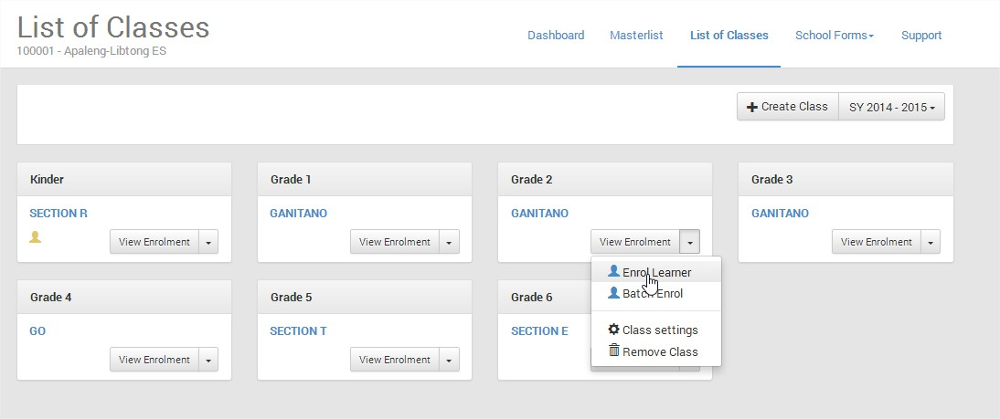 List of Classes
100001 - Apaleng-Libtong ES
Dashboard
Masterlist
List of Classes
School Forms
Support
Create Class
SY 2014 - 2015
Kinder
SECTION R
View Enrolment
Grade 1
GANITANO
View Enrolment
Grade 2
GANITANO
View Enrolment
Enrol Learner
Batch Enrol
Class settings
Remove Class
Grade 3
GANITANO
View Enrolment
Grade 4
GO
View Enrolment
Grade 5
SECTION T
View Enrolment
Grade 6
SECTION E